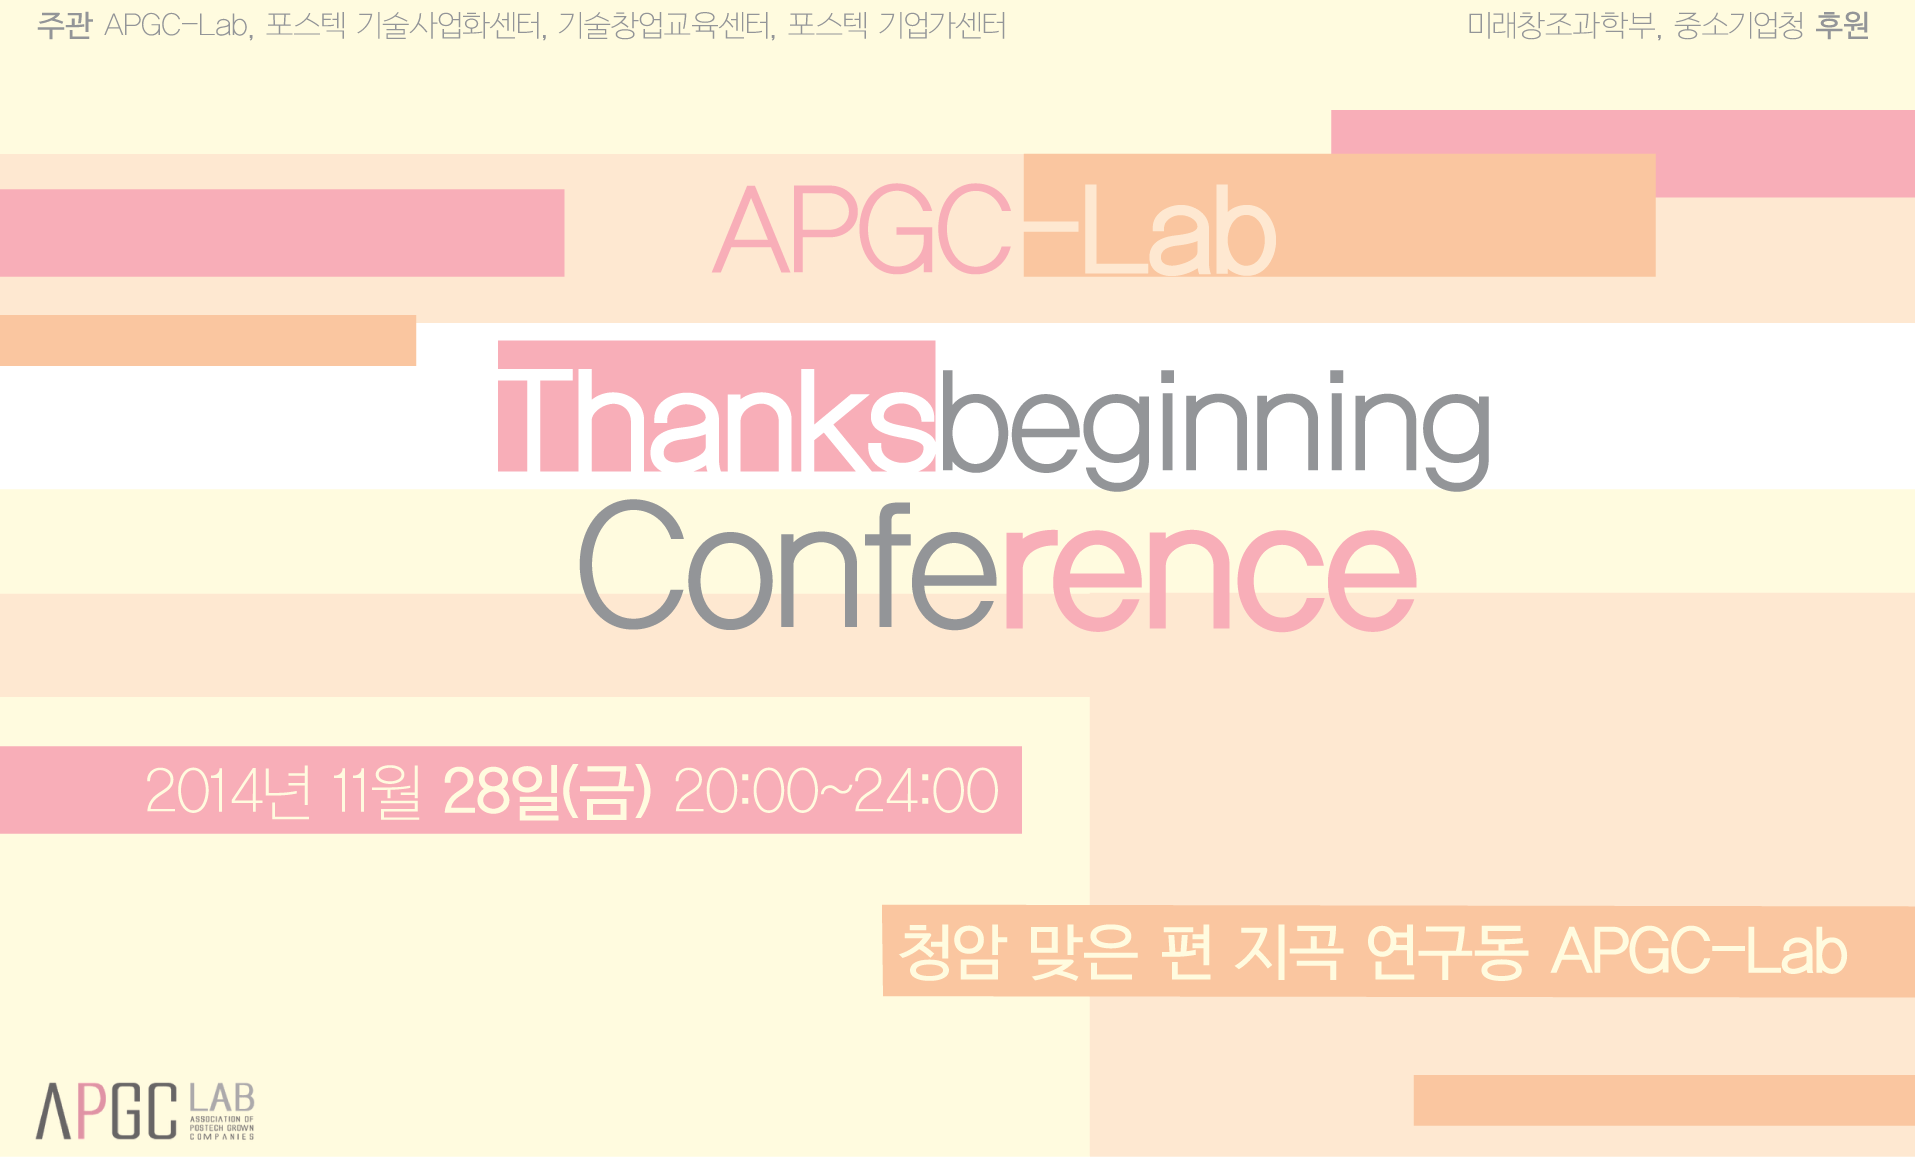 주관 APGC-Lab, 포스텍 기술사업화센터, 기술창업교육센터, 포스텍 기업가센터
미래창조과학부, 중소기업청 후원
APGC-Lab
Thanksbeginning
Conference
2014년 11월 28일(금) 20:00~24:00
청암 맞은 편 지곡 연구동 APGC-Lab
APGC LAB
ASSOCIATION OF
POSTECH GROWN
COMPANIES